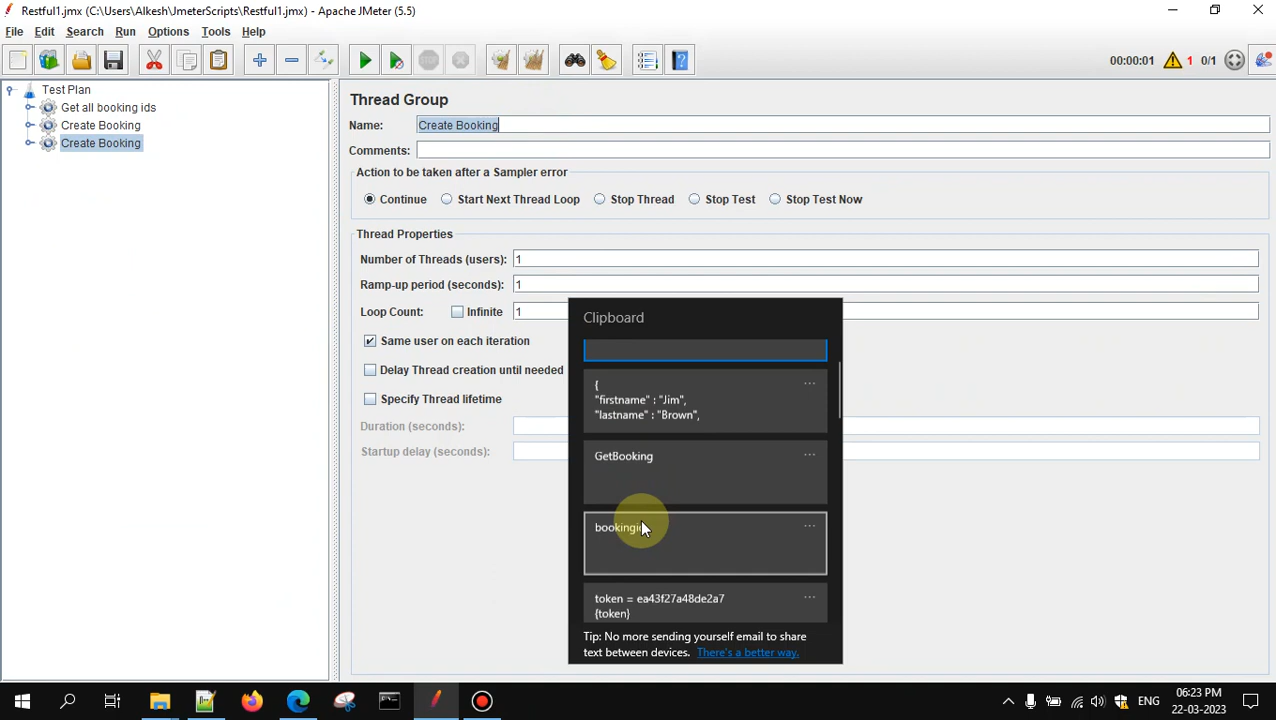 Restful1.jmx (C:\Users\Alkesh\JmeterScripts\Restful1.jmx) - Apache JMeter (5.5)
File Edit Search Run Options Tools Help
00:00:01 1 0/1
Test Plan
Get all booking ids
Create Booking
Create Booking
Thread Group
Name: Create Booking
Comments:
Action to be taken after a Sampler error
Continue Start Next Thread Loop Stop Thread Stop Test Stop Test Now
Thread Properties
Number of Threads (users): 1
Ramp-up period (seconds): 1
Loop Count: Infinite 1
Same user on each iteration
Delay Thread creation until needed
Specify Thread lifetime
Duration (seconds):
Startup delay (seconds):
Clipboard
{
"firstname" : "Jim",
"lastname" : "Brown",
GetBooking
token = ea43f27a48de2a7
{token}
Tip: No more sending yourself email to share
text between devices. There's a better way.
ENG
06:23 PM
22-03-2023